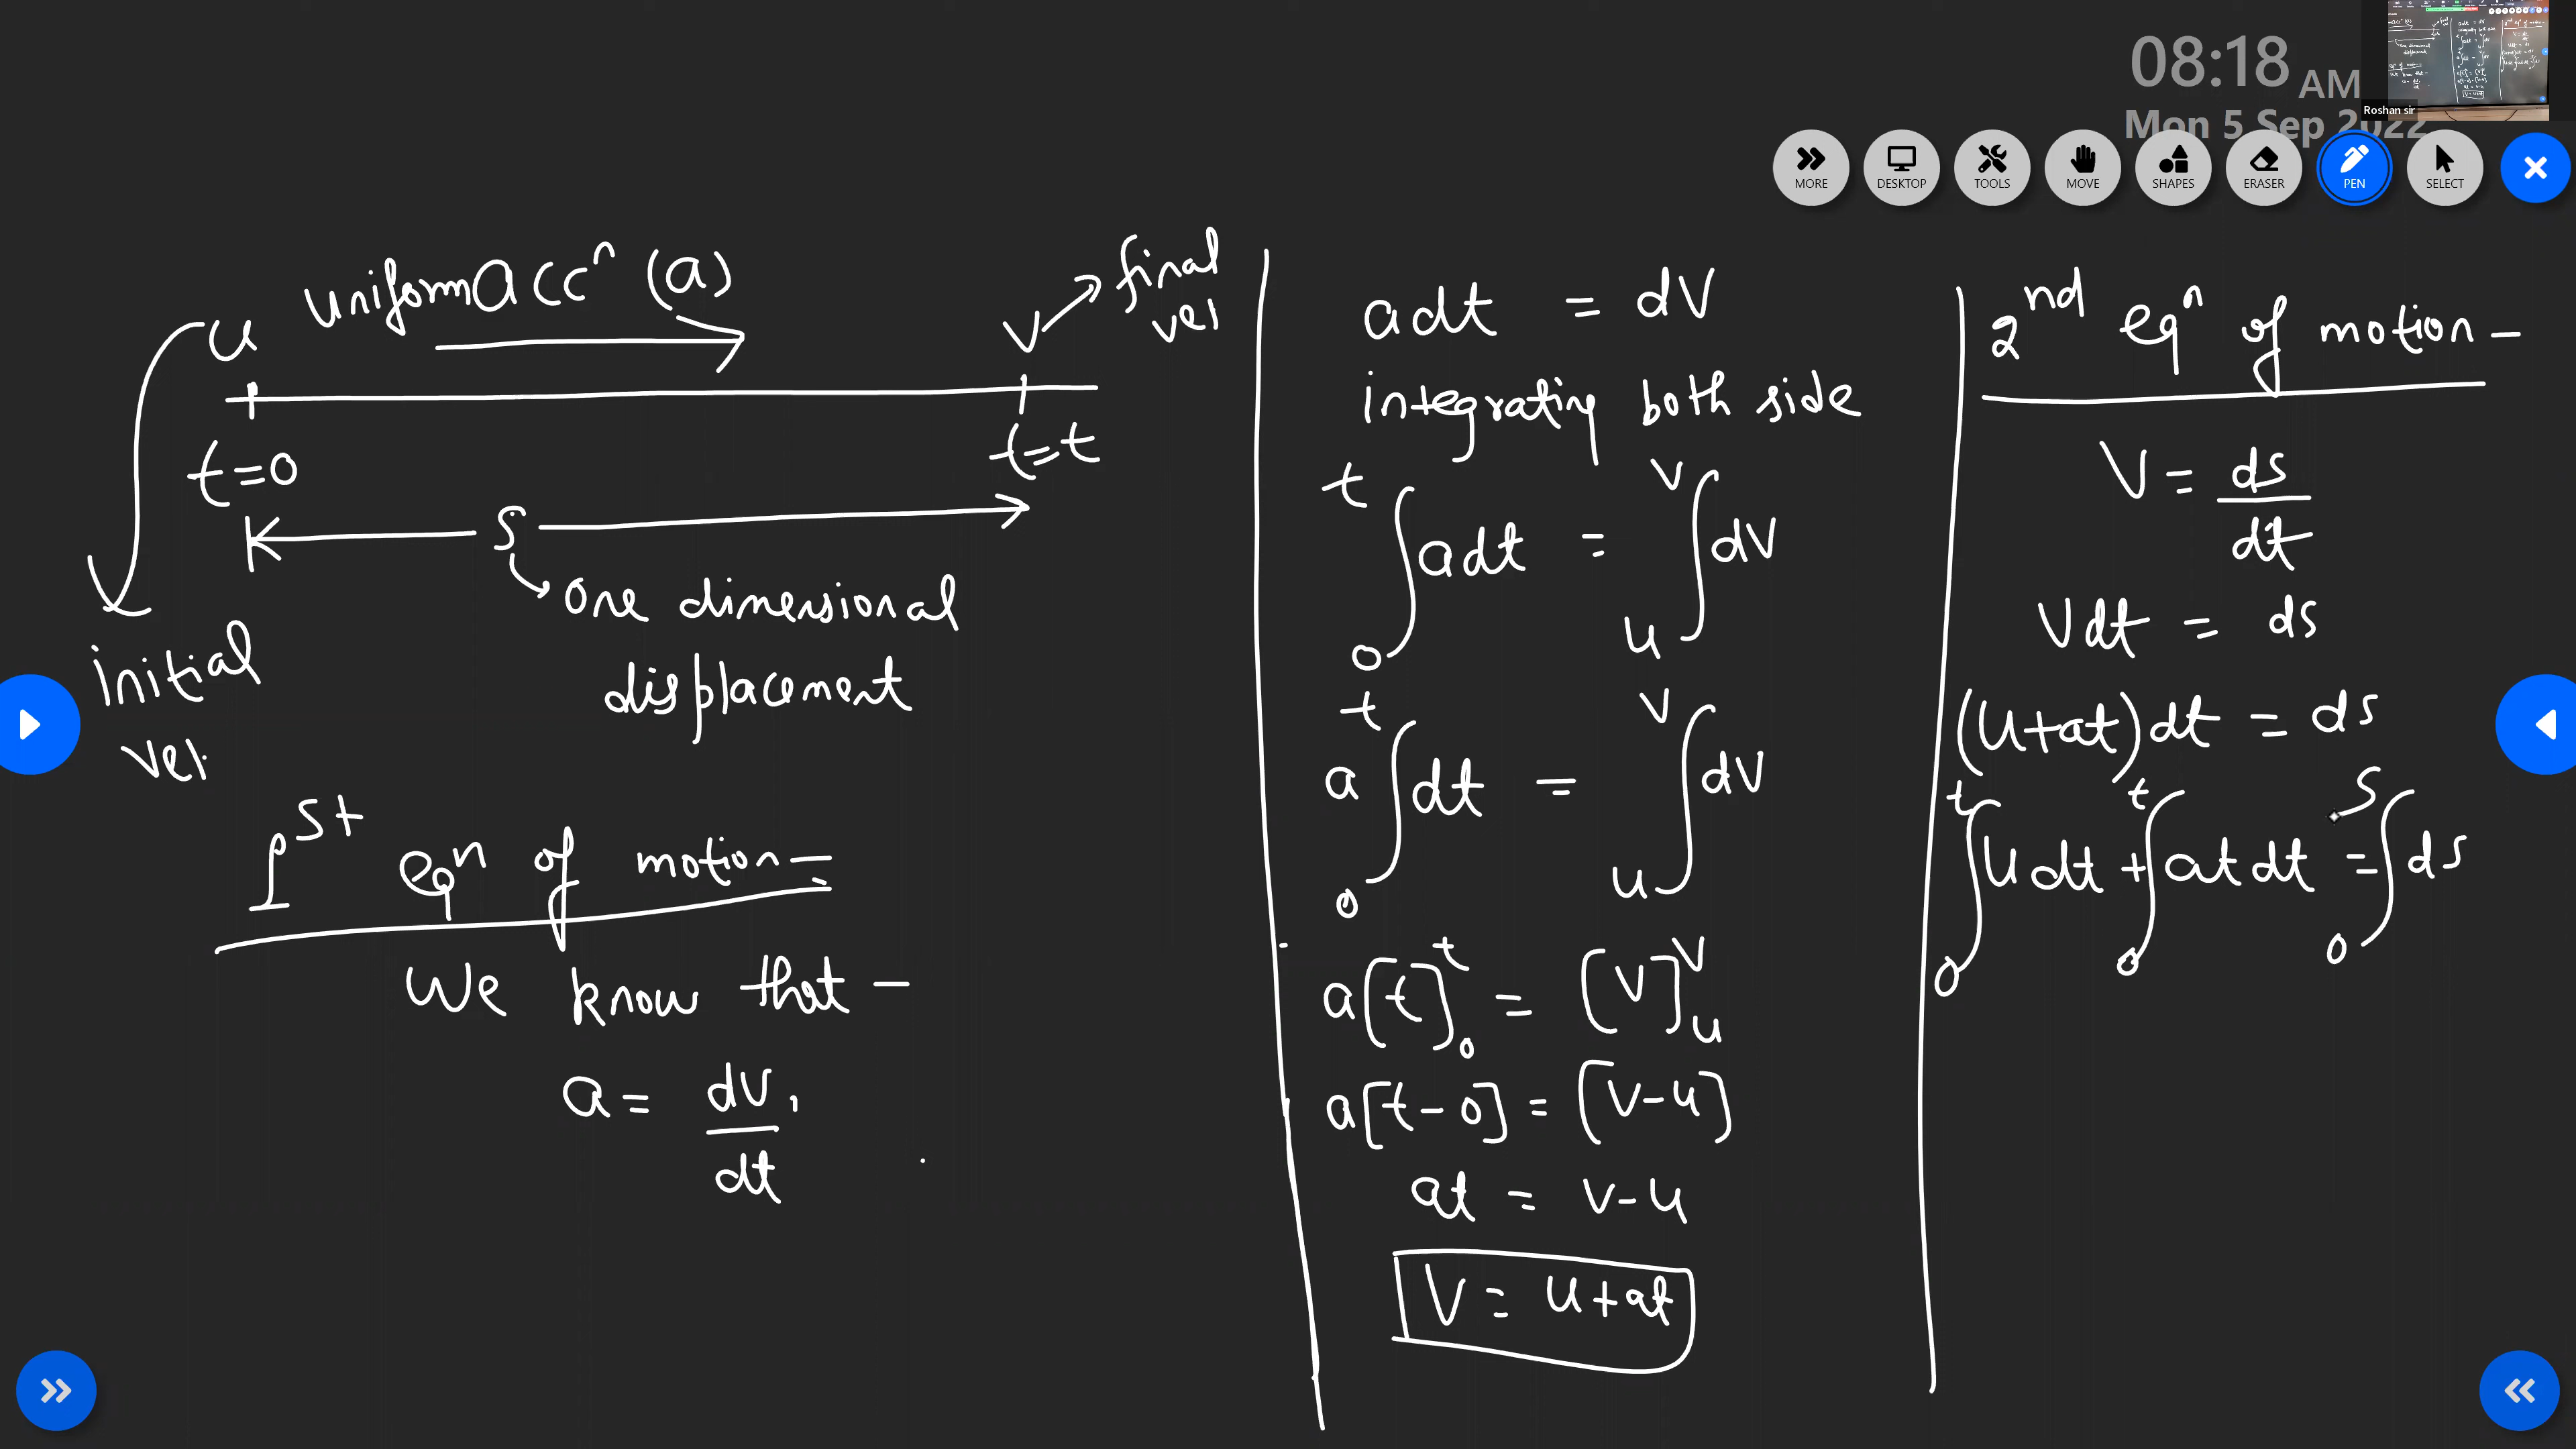 08:18 AM
Mon 5 Sep 2022
Roshan sir
MORE
DESKTOP
TOOLS
MOVE
SHAPES
ERASER
PEN
SELECT
uniform accⁿ (a)
u
v
final
vel
t=0
t=t
s
one dimensional
displacement
initial
vel
1st eqⁿ of motion =
we know that –
a = dv/dt
adt = dv
integrating both side
∫₀ᵗ adt = ∫ᵤᵛ dv
a ∫₀ᵗ dt = ∫ᵤᵛ dv
a[t]₀ᵗ = [v]ᵤᵛ
a[t-0] = [v-u]
at = v-u
v = u+at
2nd eqⁿ of motion –
v = ds/dt
vdt = ds
(u+at)dt = ds
∫₀ᵗ udt + ∫₀ᵗ atdt = ∫₀ˢ ds